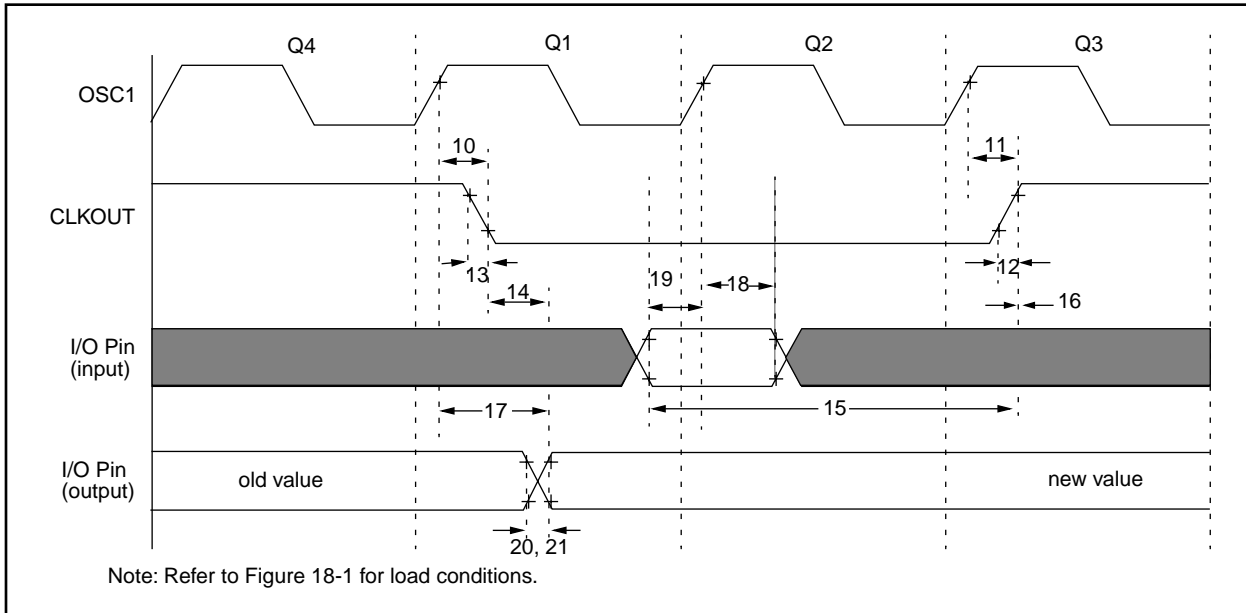 Q4 Q1 Q2 Q3
OSC1
10 11
CLKOUT
13 19 18 12
14 16
I/O Pin
(input)
17 15
I/O Pin
(output)
old value new value
20, 21
Note: Refer to Figure 18-1 for load conditions.